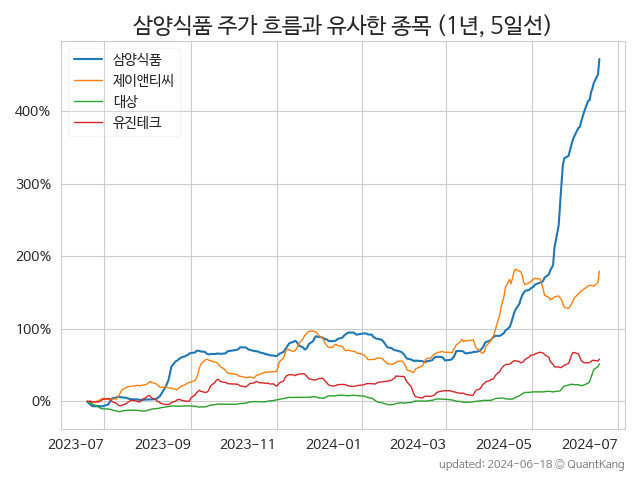 삼양식품 주가 흐름과 유사한 종목 (1년, 5일선)
삼양식품
제이앤티씨
대상
유진테크
400%
300%
200%
100%
0%
2023-07 2023-09 2023-11 2024-01 2024-03 2024-05 2024-07
updated: 2024-06-18 © QuantKang